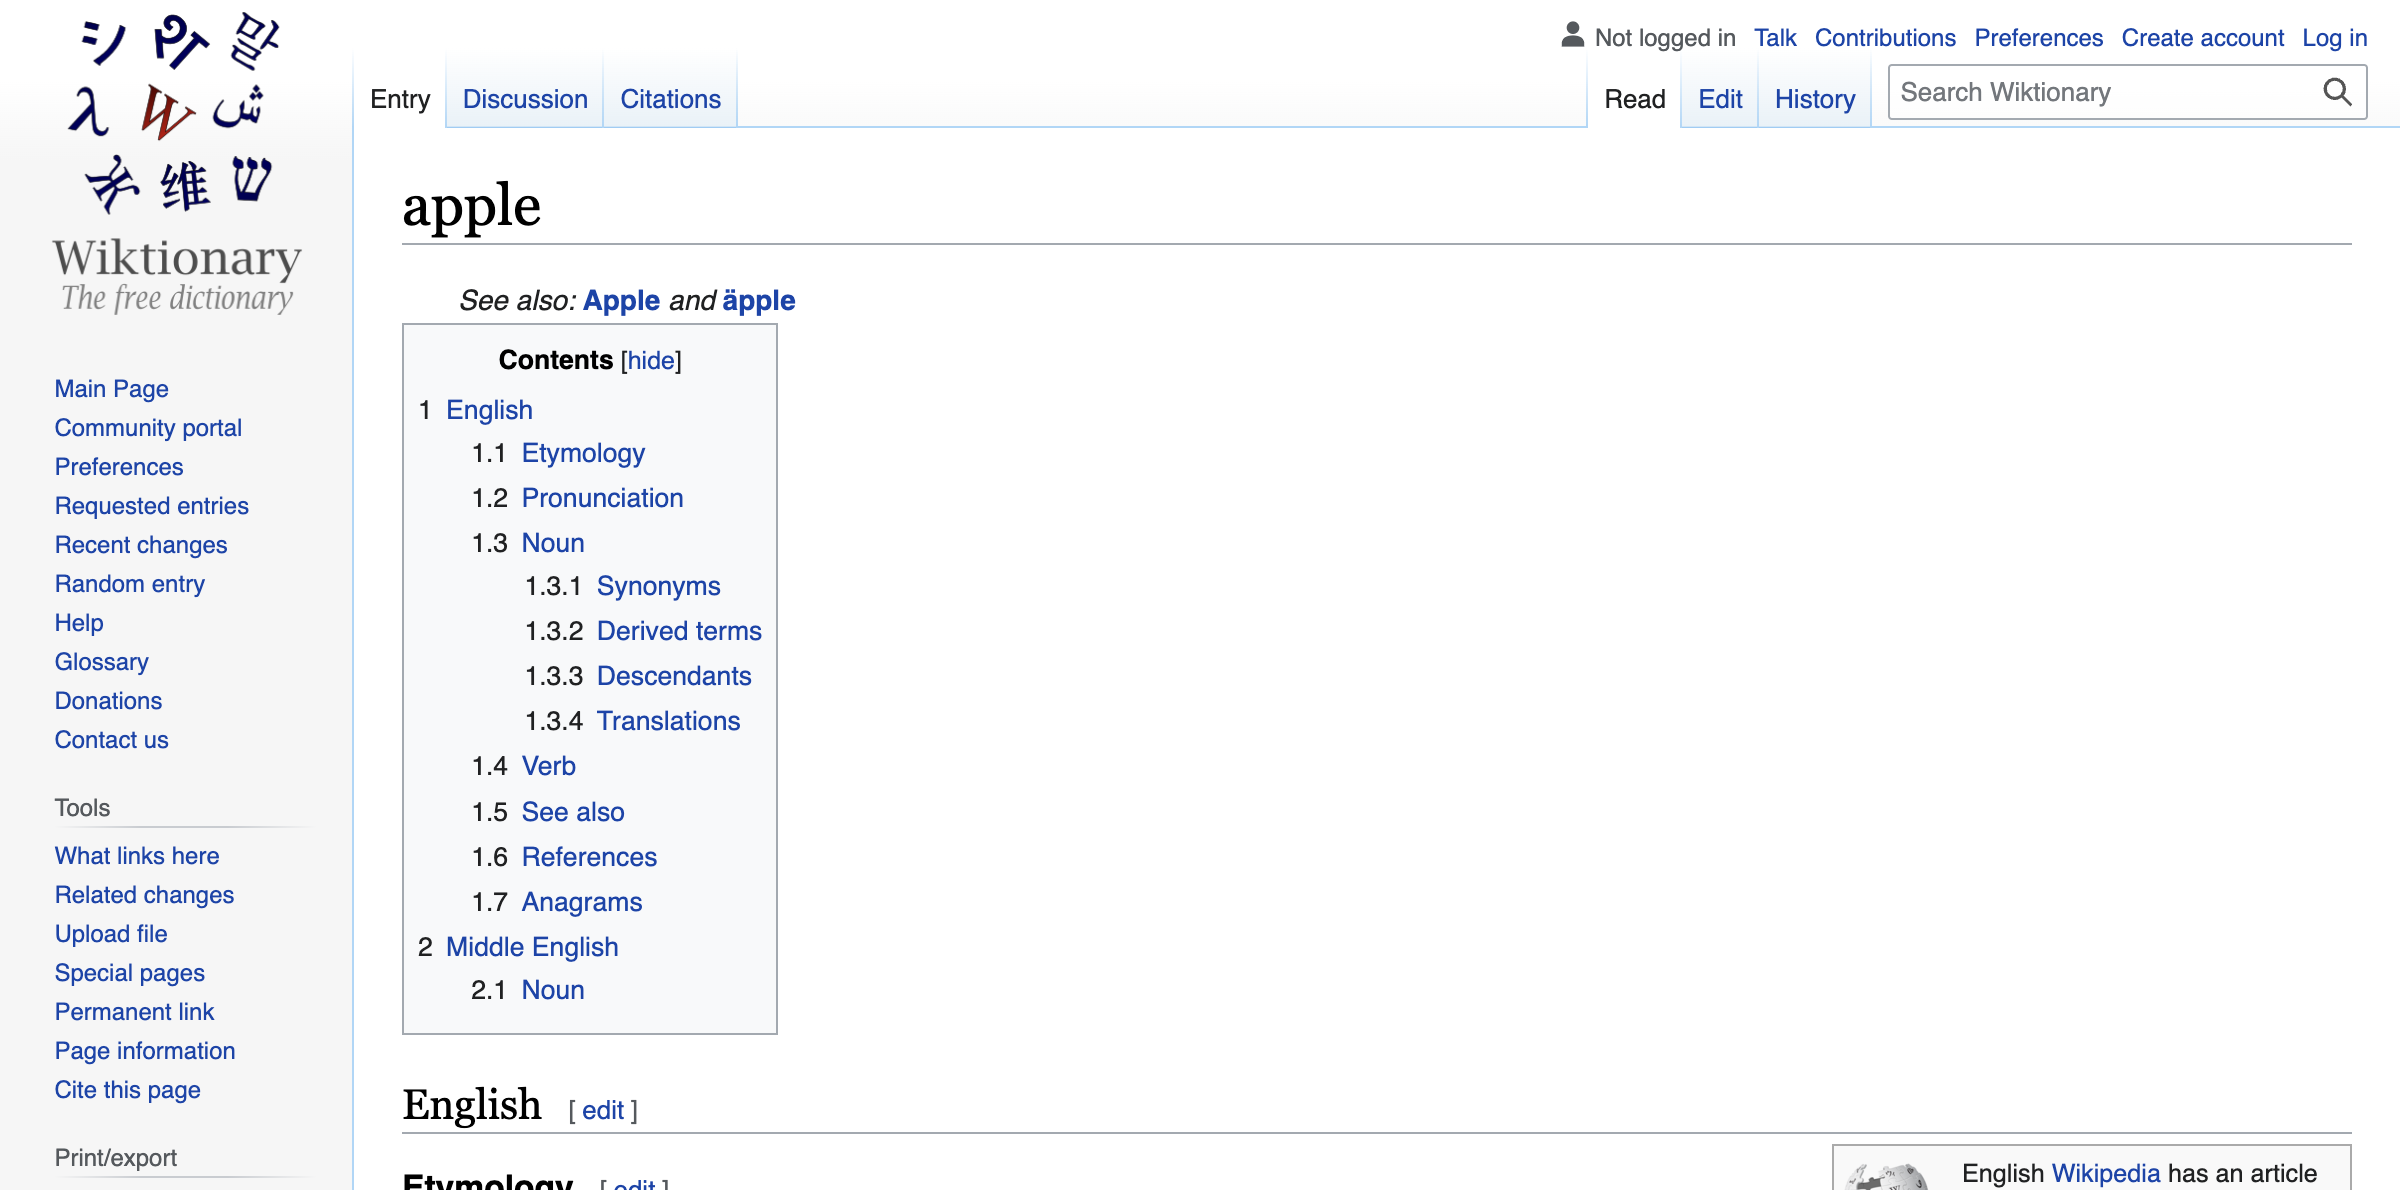 Not logged in Talk Contributions Preferences Create account Log in
Entry Discussion Citations Read Edit History Search Wiktionary
シ
말
λ W ش
维 ש
Wiktionary
The free dictionary
Main Page
Community portal
Preferences
Requested entries
Recent changes
Random entry
Help
Glossary
Donations
Contact us
Tools
What links here
Related changes
Upload file
Special pages
Permanent link
Page information
Cite this page
Print/export
apple
See also: Apple and äpple
Contents [hide]
1 English
1.1 Etymology
1.2 Pronunciation
1.3 Noun
1.3.1 Synonyms
1.3.2 Derived terms
1.3.3 Descendants
1.3.4 Translations
1.4 Verb
1.5 See also
1.6 References
1.7 Anagrams
2 Middle English
2.1 Noun
English [ edit ]
Etymology [ edit ]
English Wikipedia has an article